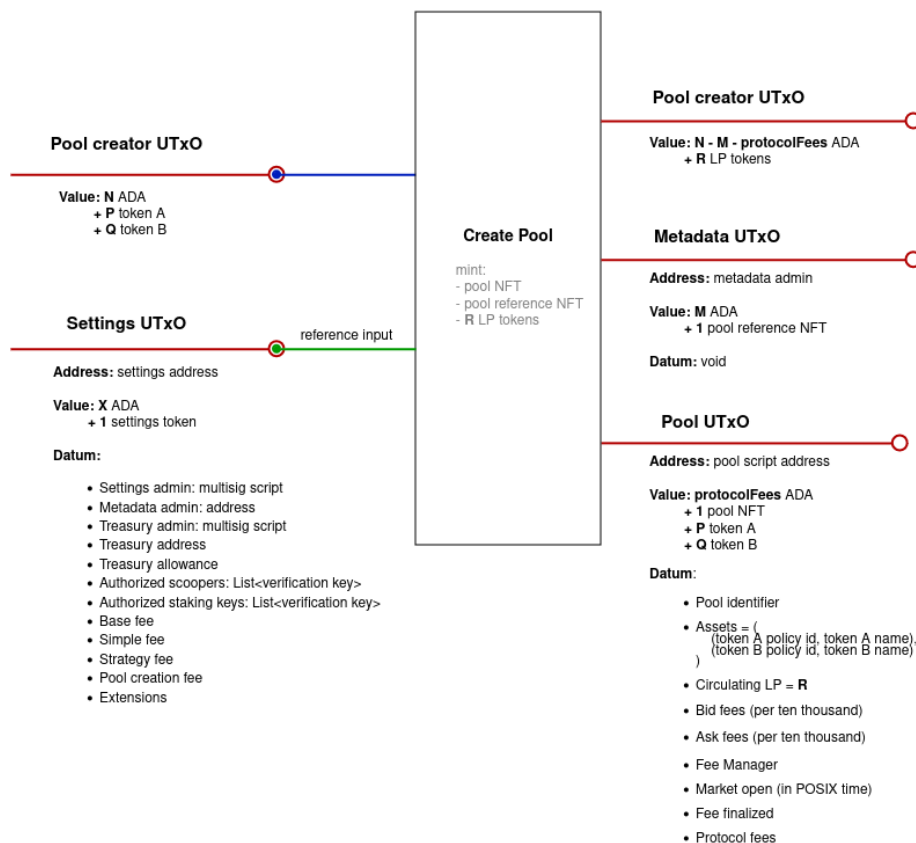 Pool creator UTxO
Value: N ADA
+ P token A
+ Q token B
Settings UTxO
reference input
Address: settings address
Value: X ADA
+ 1 settings token
Datum:
• Settings admin: multisig script
• Metadata admin: address
• Treasury admin: multisig script
• Treasury address
• Treasury allowance
• Authorized scoopers: List<verification key>
• Authorized staking keys: List<verification key>
• Base fee
• Simple fee
• Strategy fee
• Pool creation fee
• Extensions
Create Pool
mint:
- pool NFT
- pool reference NFT
- R LP tokens
Pool creator UTxO
Value: N - M - protocolFees ADA
+ R LP tokens
Metadata UTxO
Address: metadata admin
Value: M ADA
+ 1 pool reference NFT
Datum: void
Pool UTxO
Address: pool script address
Value: protocolFees ADA
+ 1 pool NFT
+ P token A
+ Q token B
Datum:
• Pool identifier
• Assets = (
(token A policy id, token A name),
(token B policy id, token B name)
)
• Circulating LP = R
• Bid fees (per ten thousand)
• Ask fees (per ten thousand)
• Fee Manager
• Market open (in POSIX time)
• Fee finalized
• Protocol fees